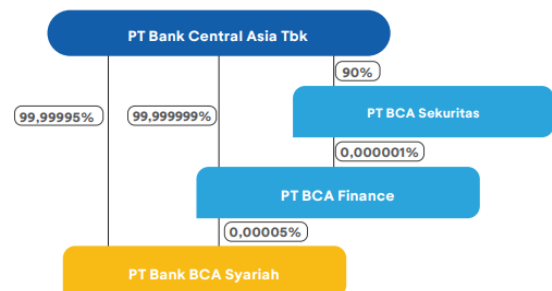 PT Bank Central Asia Tbk
90%
PT BCA Sekuritas
99,99995%
99,999999%
0,000001%
PT BCA Finance
0,00005%
PT Bank BCA Syariah